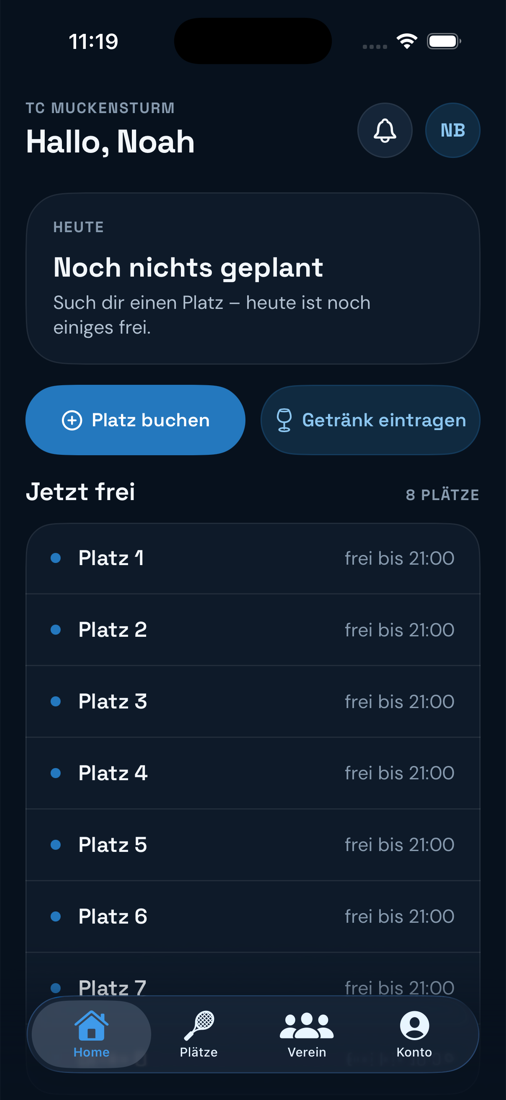 11:19
TC MUCKENSTURM
Hallo, Noah
NB
HEUTE
Noch nichts geplant
Such dir einen Platz – heute ist noch
einiges frei.
Platz buchen
Getränk eintragen
Jetzt frei
8 PLÄTZE
Platz 1
frei bis 21:00
Platz 2
frei bis 21:00
Platz 3
frei bis 21:00
Platz 4
frei bis 21:00
Platz 5
frei bis 21:00
Platz 6
frei bis 21:00
Platz 7
frei bis 21:00
Home
Plätze
Verein
Konto